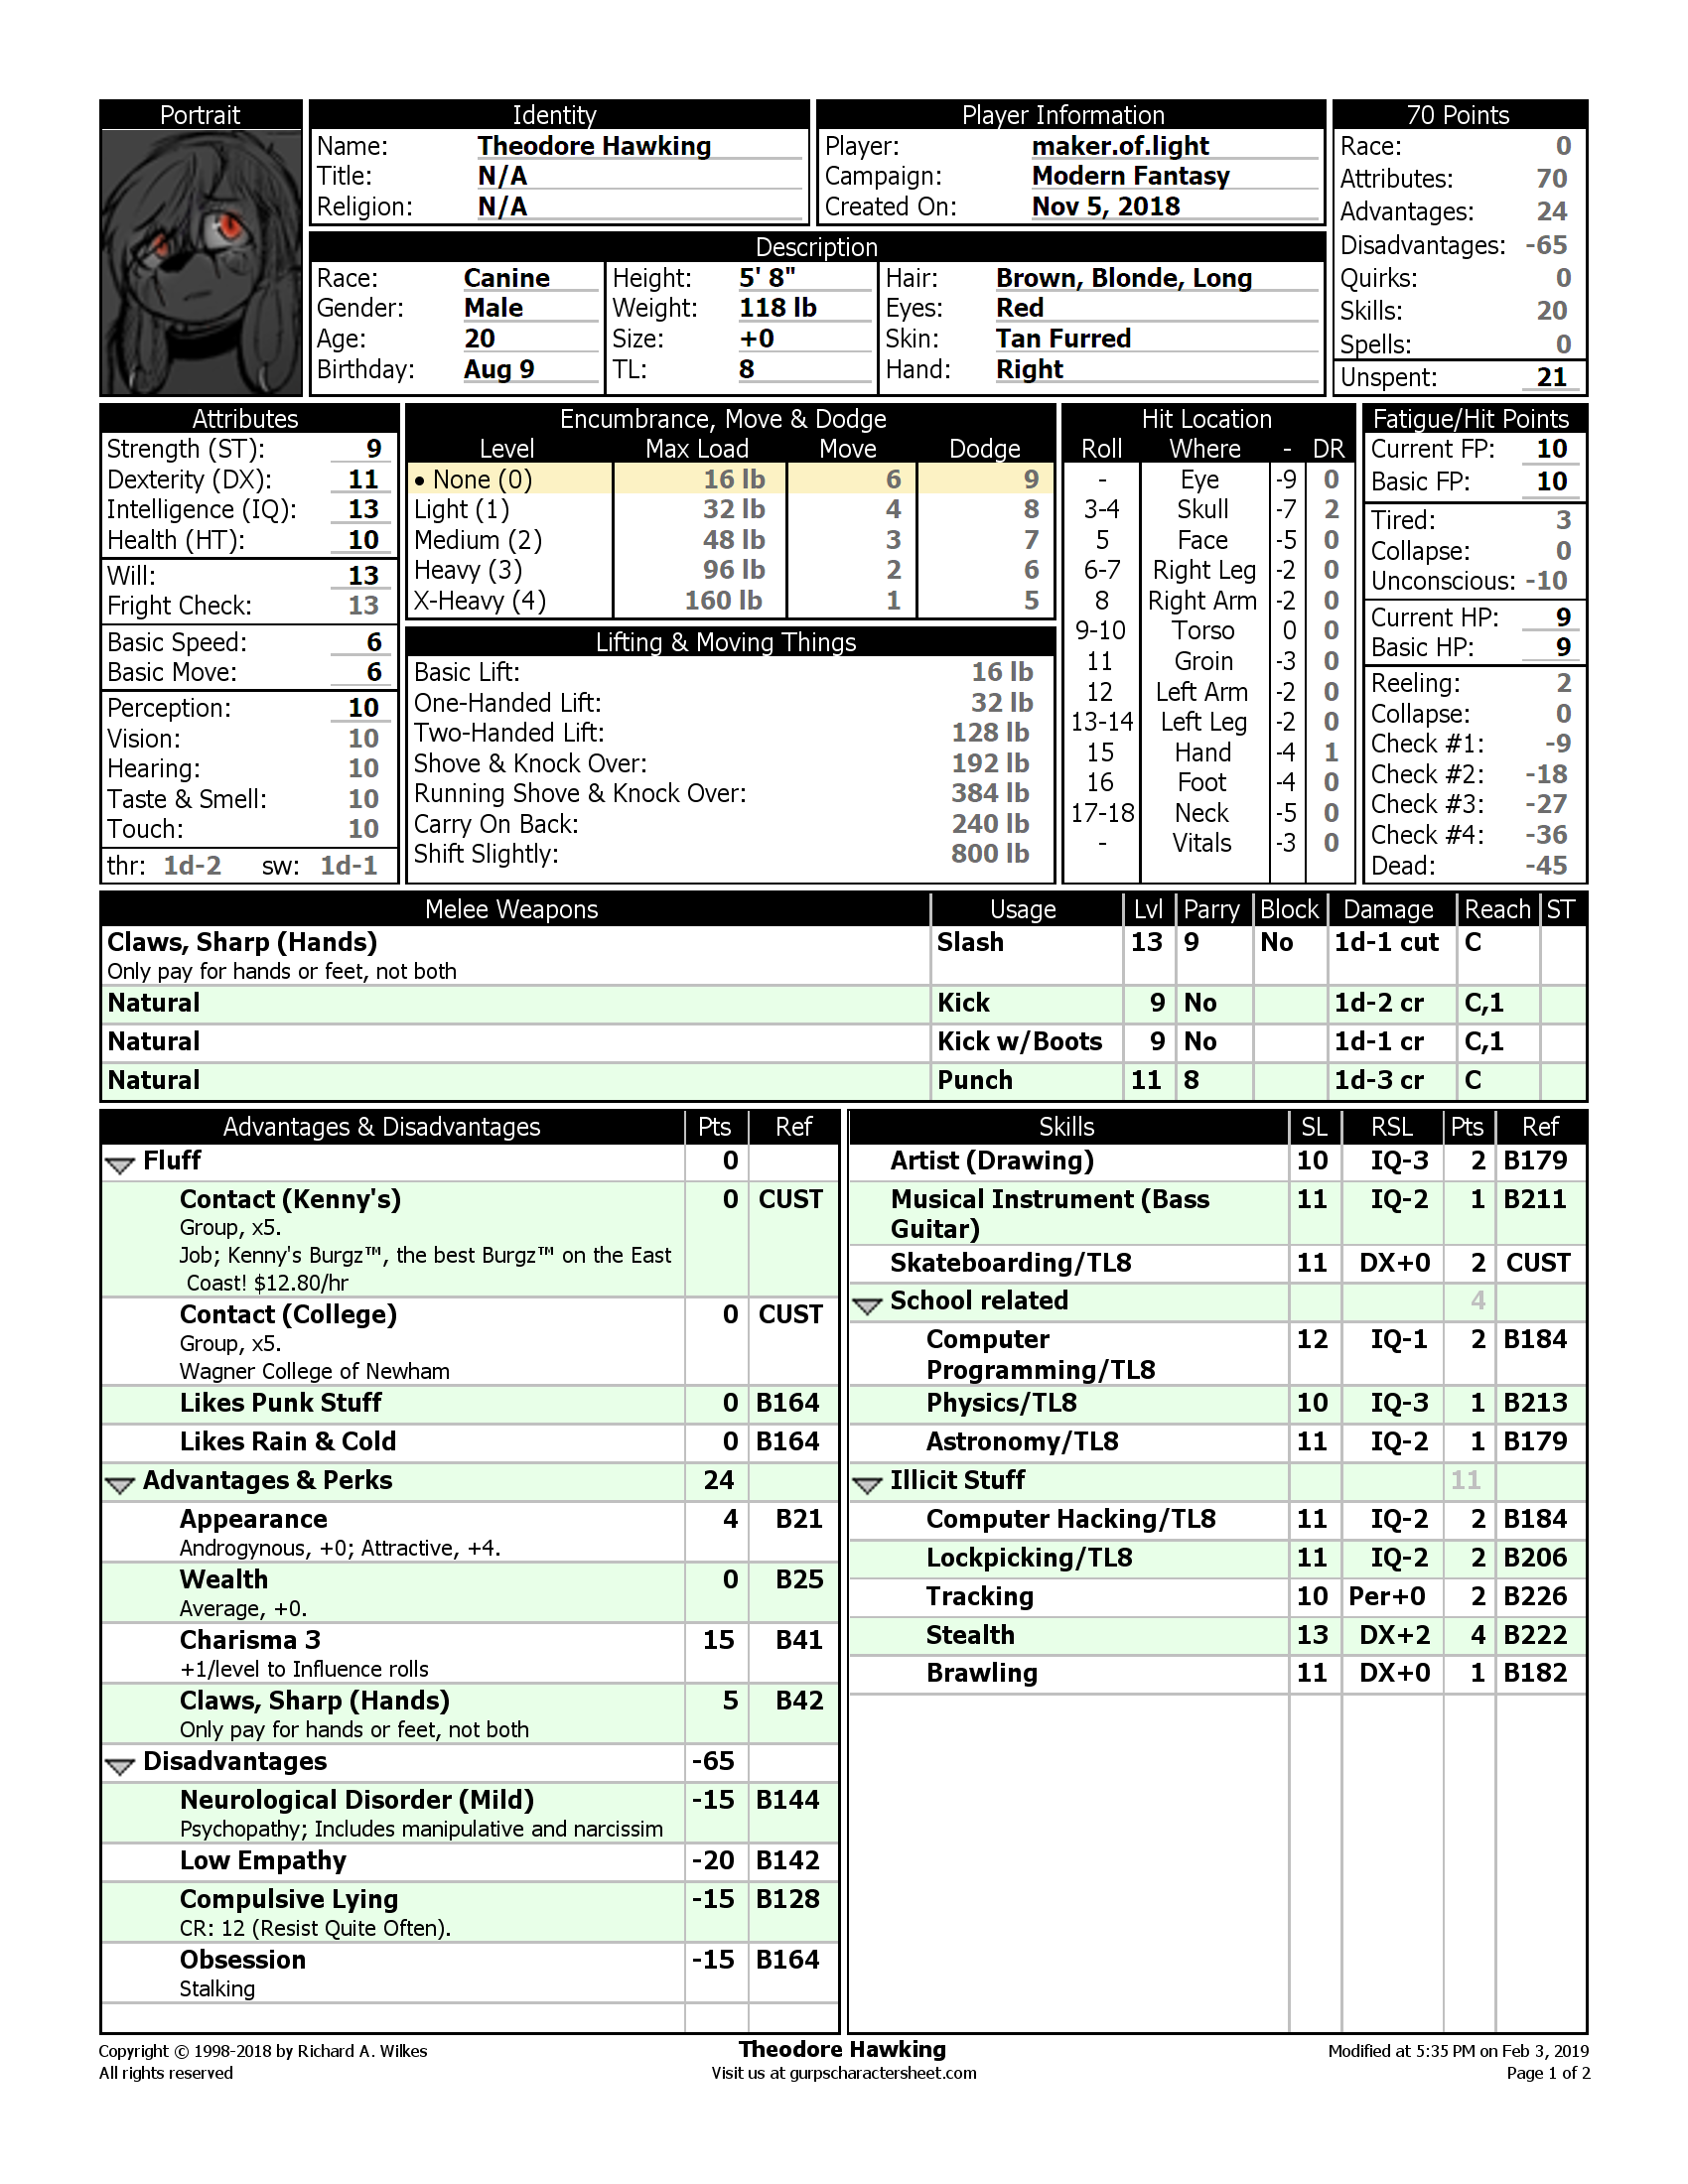 Portrait
Identity
Name: Theodore Hawking
Title: N/A
Religion: N/A
Player Information
Player: maker.of.light
Campaign: Modern Fantasy
Created On: Nov 5, 2018
70 Points
Race: 0
Attributes: 70
Advantages: 24
Disadvantages: -65
Quirks: 0
Skills: 20
Spells: 0
Unspent: 21
Description
Race: Canine Height: 5' 8" Hair: Brown, Blonde, Long
Gender: Male Weight: 118 lb Eyes: Red
Age: 20 Size: +0 Skin: Tan Furred
Birthday: Aug 9 TL: 8 Hand: Right
Attributes
Strength (ST): 9
Dexterity (DX): 11
Intelligence (IQ): 13
Health (HT): 10
Will: 13
Fright Check: 13
Basic Speed: 6
Basic Move: 6
Perception: 10
Vision: 10
Hearing: 10
Taste & Smell: 10
Touch: 10
thr: 1d-2 sw: 1d-1
Encumbrance, Move & Dodge
Level Max Load Move Dodge
• None (0) 16 lb 6 9
Light (1) 32 lb 4 8
Medium (2) 48 lb 3 7
Heavy (3) 96 lb 2 6
X-Heavy (4) 160 lb 1 5
Lifting & Moving Things
Basic Lift: 16 lb
One-Handed Lift: 32 lb
Two-Handed Lift: 128 lb
Shove & Knock Over: 192 lb
Running Shove & Knock Over: 384 lb
Carry On Back: 240 lb
Shift Slightly: 800 lb
Hit Location
Roll Where - DR
- Eye -9 0
3-4 Skull -7 2
5 Face -5 0
6-7 Right Leg -2 0
8 Right Arm -2 0
9-10 Torso 0 0
11 Groin -3 0
12 Left Arm -2 0
13-14 Left Leg -2 0
15 Hand -4 1
16 Foot -4 0
17-18 Neck -5 0
- Vitals -3 0
Fatigue/Hit Points
Current FP: 10
Basic FP: 10
Tired: 3
Collapse: 0
Unconscious: -10
Current HP: 9
Basic HP: 9
Reeling: 2
Collapse: 0
Check #1: -9
Check #2: -18
Check #3: -27
Check #4: -36
Dead: -45
Melee Weapons Usage Lvl Parry Block Damage Reach ST
Claws, Sharp (Hands) Slash 13 9 No 1d-1 cut C
Only pay for hands or feet, not both
Natural Kick 9 No 1d-2 cr C,1
Natural Kick w/Boots 9 No 1d-1 cr C,1
Natural Punch 11 8 1d-3 cr C
Advantages & Disadvantages Pts Ref
Fluff 0
Contact (Kenny's) 0 CUST
Group, x5.
Job; Kenny's Burgz™, the best Burgz™ on the East
Coast! $12.80/hr
Contact (College) 0 CUST
Group, x5.
Wagner College of Newham
Likes Punk Stuff 0 B164
Likes Rain & Cold 0 B164
Advantages & Perks 24
Appearance 4 B21
Androgynous, +0; Attractive, +4.
Wealth 0 B25
Average, +0.
Charisma 3 15 B41
+1/level to Influence rolls
Claws, Sharp (Hands) 5 B42
Only pay for hands or feet, not both
Disadvantages -65
Neurological Disorder (Mild) -15 B144
Psychopathy; Includes manipulative and narcissim
Low Empathy -20 B142
Compulsive Lying -15 B128
CR: 12 (Resist Quite Often).
Obsession -15 B164
Stalking
Skills SL RSL Pts Ref
Artist (Drawing) 10 IQ-3 2 B179
Musical Instrument (Bass 11 IQ-2 1 B211
Guitar)
Skateboarding/TL8 11 DX+0 2 CUST
School related 4
Computer 12 IQ-1 2 B184
Programming/TL8
Physics/TL8 10 IQ-3 1 B213
Astronomy/TL8 11 IQ-2 1 B179
Illicit Stuff 11
Computer Hacking/TL8 11 IQ-2 2 B184
Lockpicking/TL8 11 IQ-2 2 B206
Tracking 10 Per+0 2 B226
Stealth 13 DX+2 4 B222
Brawling 11 DX+0 1 B182
Copyright © 1998-2018 by Richard A. Wilkes
All rights reserved
Theodore Hawking
Visit us at gurpscharactersheet.com
Modified at 5:35 PM on Feb 3, 2019
Page 1 of 2